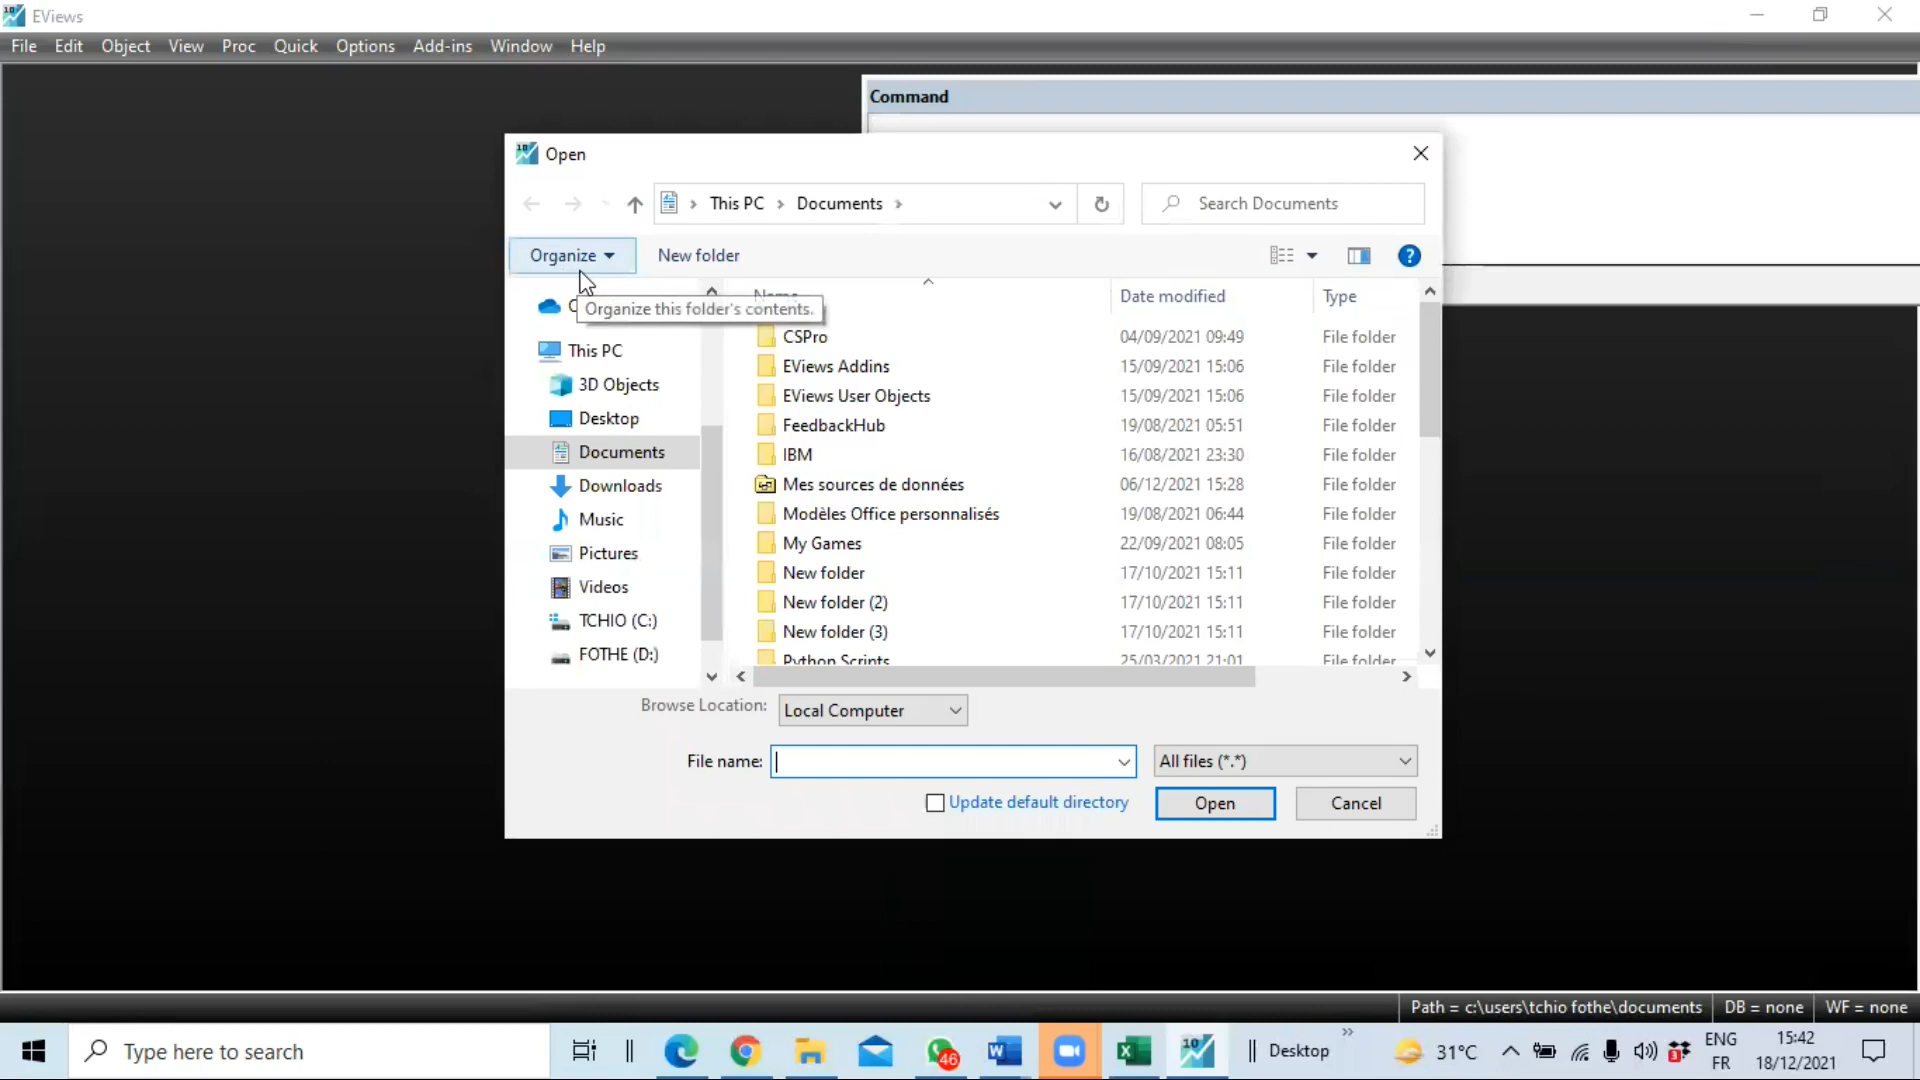 EViews
File Edit Object View Proc Quick Options Add-ins Window Help
Command
Open
This PC > Documents >
Search Documents
Organize New folder
Organize this folder's contents.
Date modified Type
This PC
3D Objects
Desktop
Documents
Downloads
Music
Pictures
Videos
TCHIO (C:)
FOTHE (D:)
CSPro 04/09/2021 09:49 File folder
EViews Addins 15/09/2021 15:06 File folder
EViews User Objects 15/09/2021 15:06 File folder
FeedbackHub 19/08/2021 05:51 File folder
IBM 16/08/2021 23:30 File folder
Mes sources de données 06/12/2021 15:28 File folder
Modèles Office personnalisés 19/08/2021 06:44 File folder
My Games 22/09/2021 08:05 File folder
New folder 17/10/2021 15:11 File folder
New folder (2) 17/10/2021 15:11 File folder
New folder (3) 17/10/2021 15:11 File folder
Python Scripts 25/03/2021 21:01 File folder
Browse Location: Local Computer
File name: All files (*.*)
Update default directory Open Cancel
Path = c:\users\tchio fothe\documents DB = none WF = none
Type here to search
46
10
Desktop
31°C
3
ENG
FR
15:42
18/12/2021